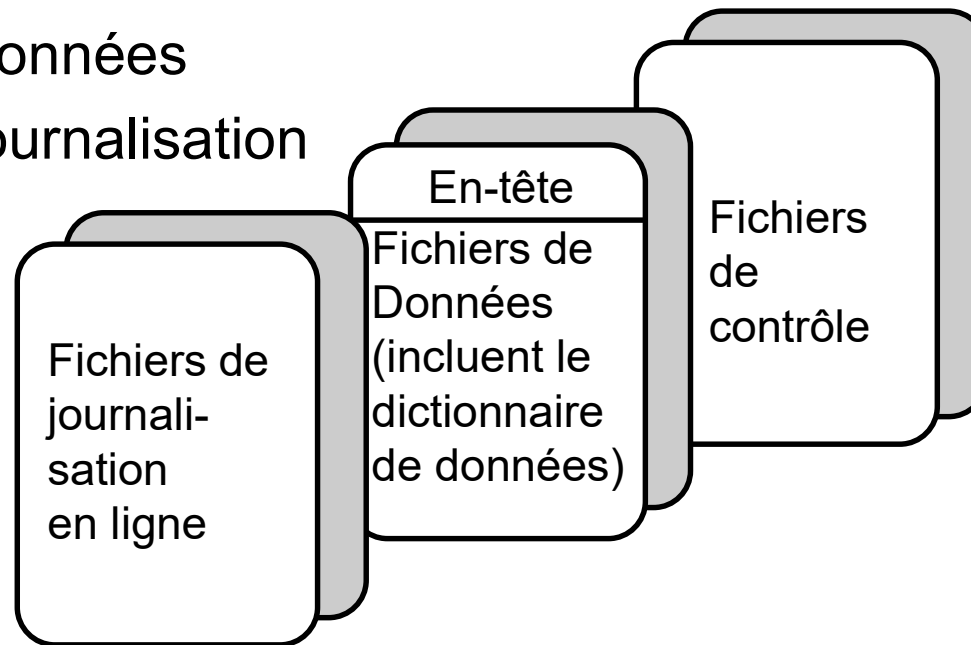 onnées
ournalisation
En-tête
Fichiers de
Données
(incluent le
dictionnaire
de données)
Fichiers
de
contrôle
Fichiers de
journali-
sation
en ligne